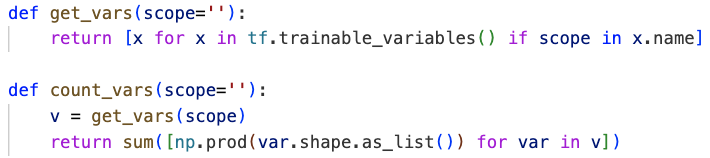 def get_vars(scope=''):
    return [x for x in tf.trainable_variables() if scope in x.name]

def count_vars(scope=''):
    v = get_vars(scope)
    return sum([np.prod(var.shape.as_list()) for var in v])